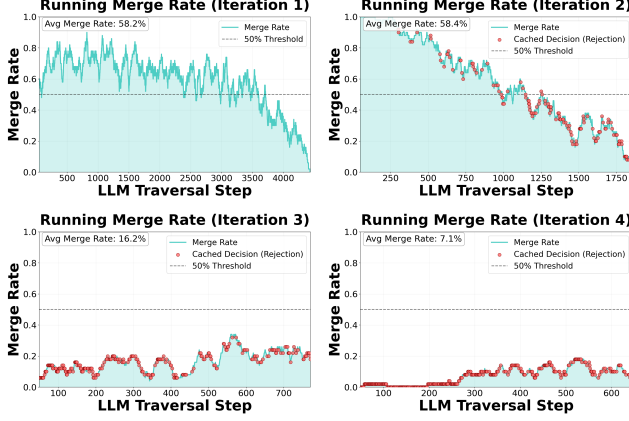 Running Merge Rate (Iteration 1)
Avg Merge Rate: 58.2%
Merge Rate
50% Threshold
1.0
0.8
0.6
0.4
0.2
0.0
Merge Rate
500 1000 1500 2000 2500 3000 3500 4000
LLM Traversal Step
Running Merge Rate (Iteration 2)
Avg Merge Rate: 58.4%
Merge Rate
Cached Decision (Rejection)
50% Threshold
1.0
0.8
0.6
0.4
0.2
0.0
Merge Rate
250 500 750 1000 1250 1500 1750
LLM Traversal Step
Running Merge Rate (Iteration 3)
Avg Merge Rate: 16.2%
Merge Rate
Cached Decision (Rejection)
50% Threshold
1.0
0.8
0.6
0.4
0.2
0.0
Merge Rate
100 200 300 400 500 600 700
LLM Traversal Step
Running Merge Rate (Iteration 4)
Avg Merge Rate: 7.1%
Merge Rate
Cached Decision (Rejection)
50% Threshold
1.0
0.8
0.6
0.4
0.2
0.0
Merge Rate
100 200 300 400 500 600
LLM Traversal Step